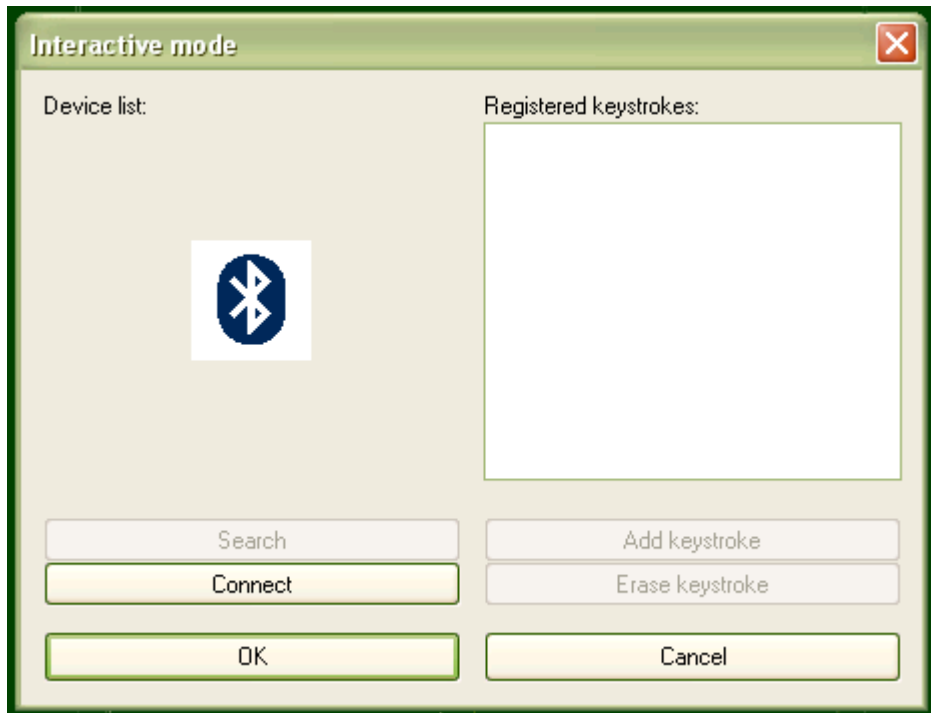 Interactive mode
Device list:
Registered keystrokes:
Search
Add keystroke
Connect
Erase keystroke
OK
Cancel